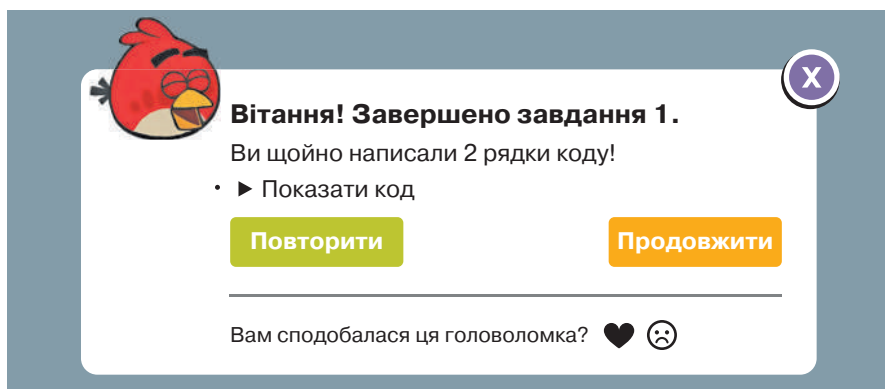 X
Вітання! Завершено завдання 1.
Ви щойно написали 2 рядки коду!
• ▶ Показати код
Повторити Продовжити
Вам сподобалася ця головоломка?